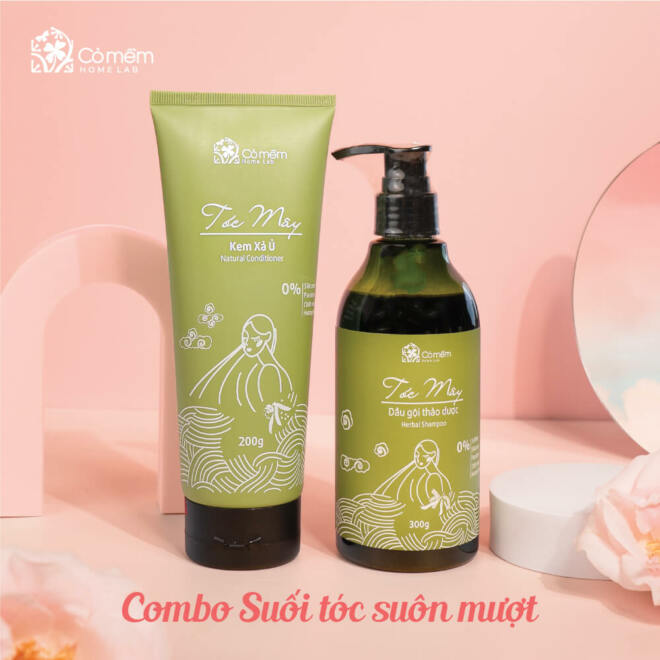 Cỏ mềm
HOME LAB
Cỏ mềm
Home Lab
Tóc Mây
Kem Xả Ủ
Natural Conditioner
0%
200g
Cỏ mềm
HOME LAB
Tóc Mây
Dầu gội thảo dược
Herbal Shampoo
0%
300g
Combo Suối tóc suôn mượt